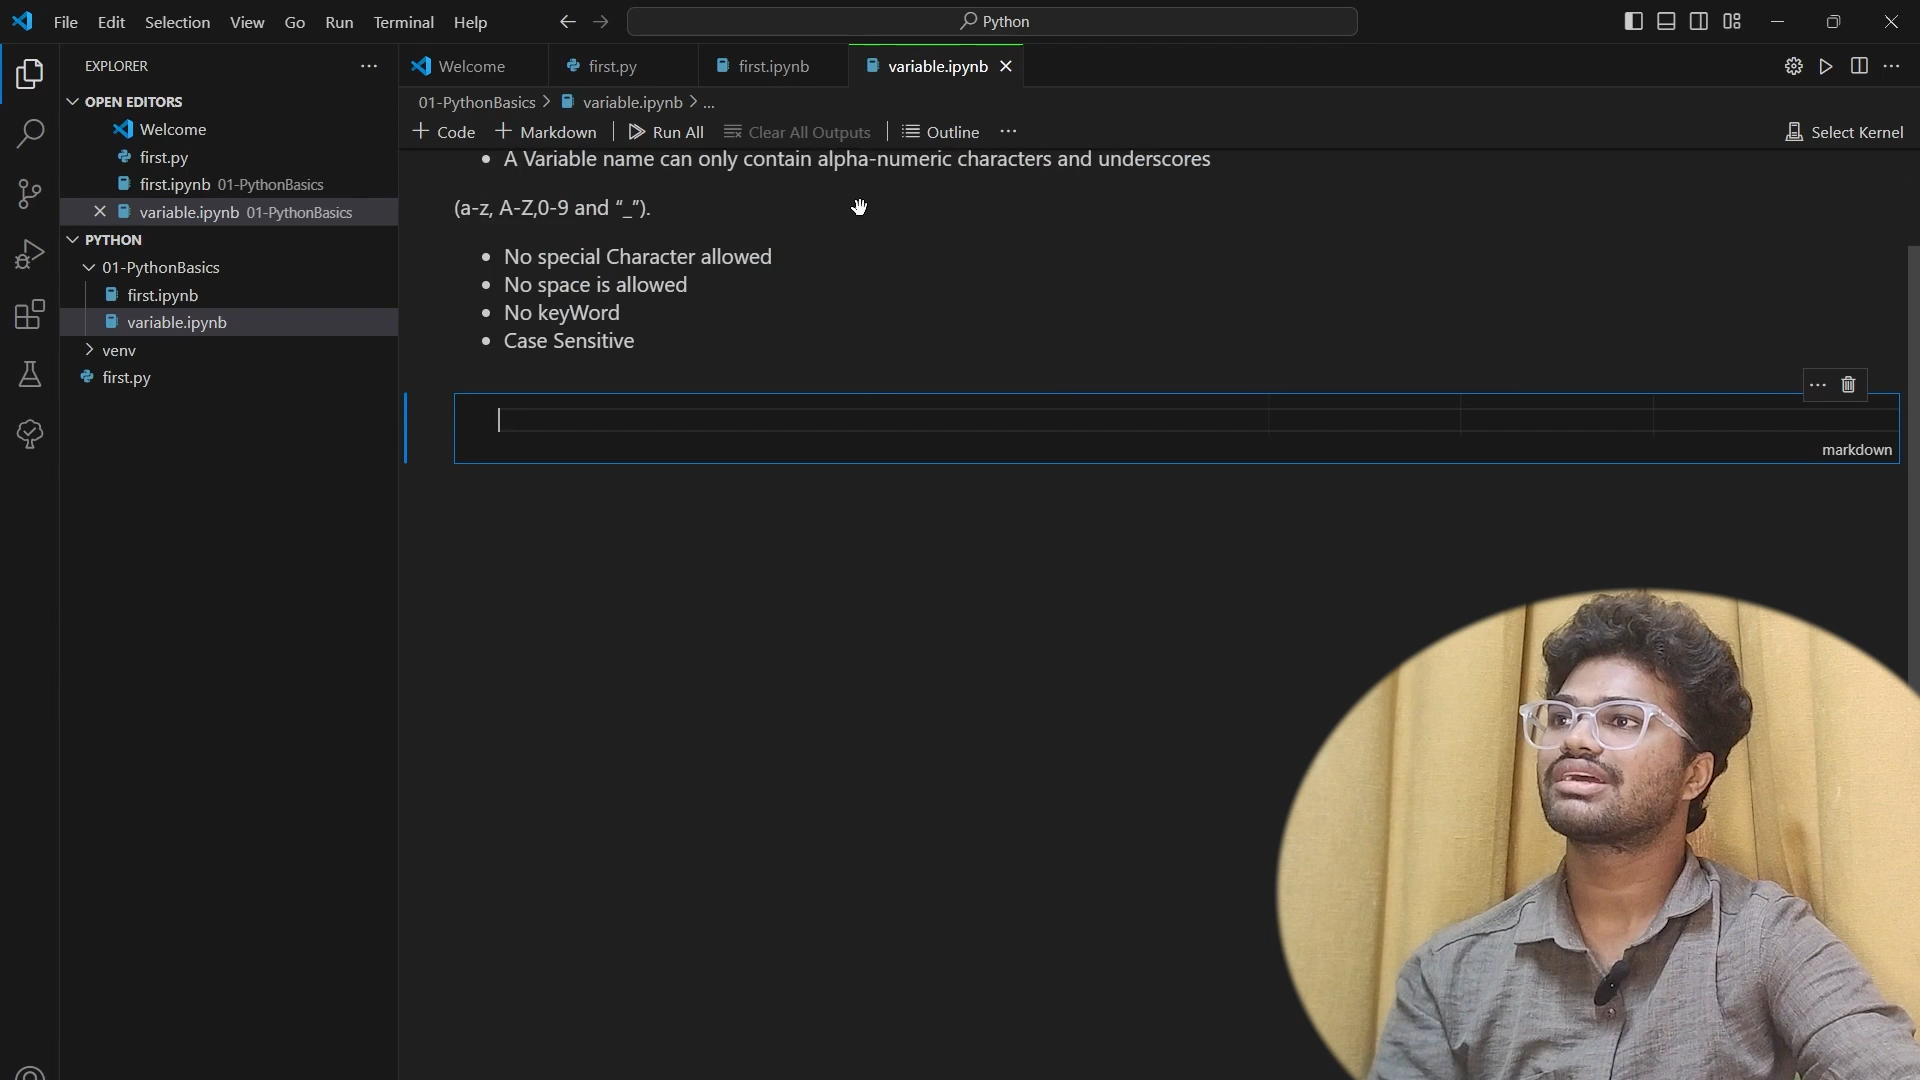 File Edit Selection View Go Run Terminal Help
Python
EXPLORER
OPEN EDITORS
Welcome
first.py
first.ipynb 01-PythonBasics
variable.ipynb 01-PythonBasics
PYTHON
01-PythonBasics
first.ipynb
variable.ipynb
venv
first.py
Welcome first.py first.ipynb variable.ipynb
01-PythonBasics > variable.ipynb > ...
+ Code + Markdown Run All Clear All Outputs Outline ... Select Kernel
• A Variable name can only contain alpha-numeric characters and underscores
(a-z, A-Z,0-9 and “_”).
• No special Character allowed
• No space is allowed
• No keyWord
• Case Sensitive
markdown